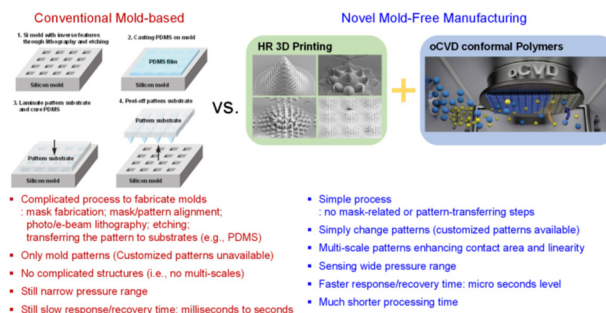 Conventional Mold-based
Novel Mold-Free Manufacturing
1. Si mold with inverse features
through lithography and etching
2. Casting PDMS on mold
PDMS film
Silicon mold
Silicon mold
3. Laminate pattern substrate
and cure PDMS
4. Peel-off pattern substrate
Pattern substrate
Pattern substrate
Silicon mold
Silicon mold
VS.
HR 3D Printing
+
oCVD conformal Polymers
oCVD
▪ Complicated process to fabricate molds
: mask fabrication; mask/pattern alignment;
photo/e-beam lithography; etching;
transferring the pattern to substrates (e.g., PDMS)
▪ Only mold patterns (Customized patterns unavailable)
▪ No complicated structures (i.e., no multi-scales)
▪ Still narrow pressure range
▪ Still slow response/recovery time: milliseconds to seconds
▪ Simple process
: no mask-related or pattern-transferring steps
▪ Simply change patterns (customized patterns available)
▪ Multi-scale patterns enhancing contact area and linearity
▪ Sensing wide pressure range
▪ Faster response/recovery time: micro seconds level
▪ Much shorter processing time